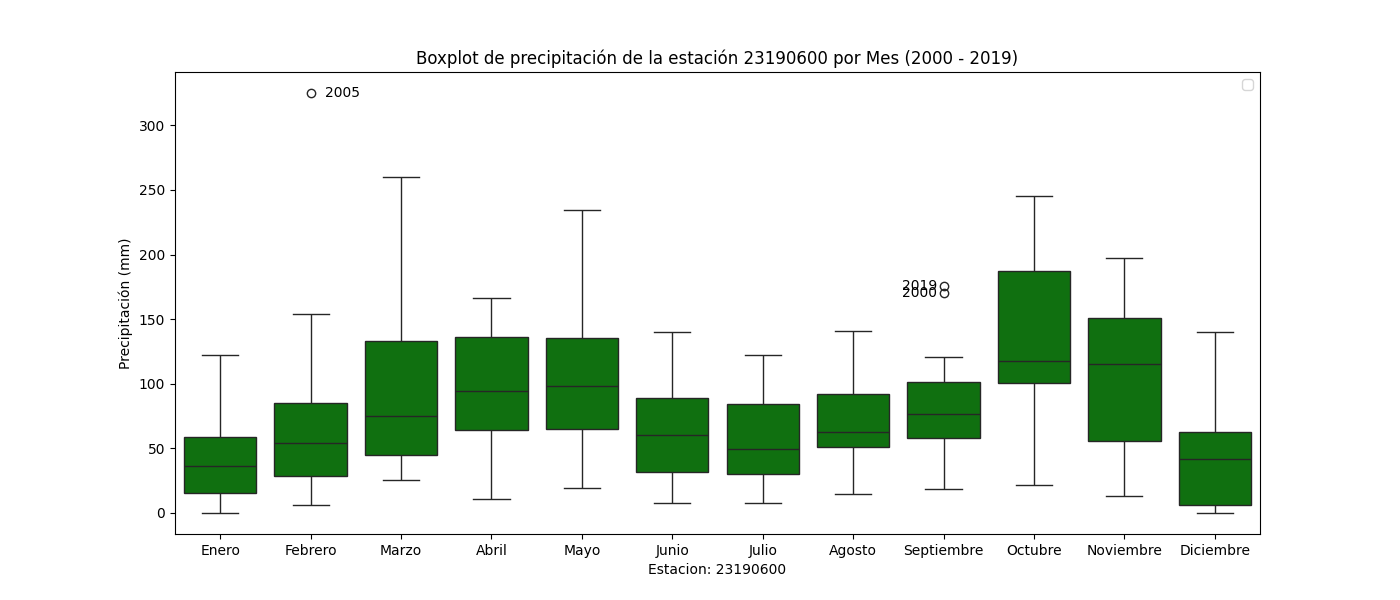 Boxplot de precipitación de la estación 23190600 por Mes (2000 - 2019)
2005
300
250
200
150
100
50
0
Precipitación (mm)
2019
2000
Enero Febrero Marzo Abril Mayo Junio Julio Agosto Septiembre Octubre Noviembre Diciembre
Estacion: 23190600